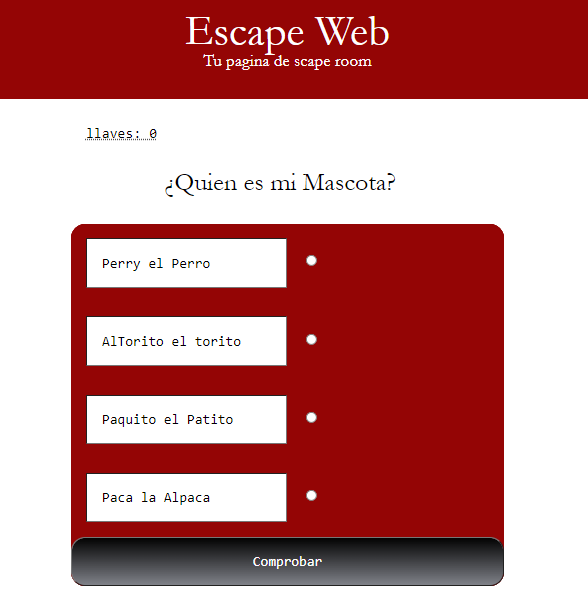 Escape Web
Tu pagina de scape room
llaves: 0
¿Quien es mi Mascota?
Perry el Perro
AlTorito el torito
Paquito el Patito
Paca la Alpaca
Comprobar